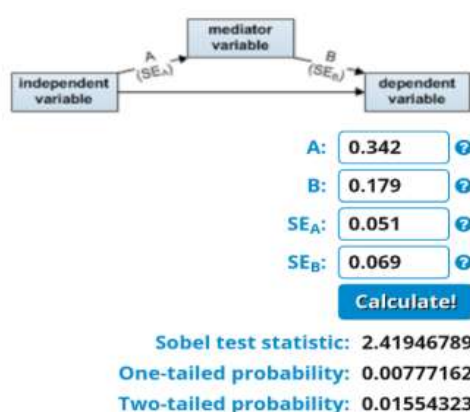 mediator
variable
A
(SEA)
B
(SEB)
independent
variable
dependent
variable
A: 0.342 ?
B: 0.179 ?
SEA: 0.051 ?
SEB: 0.069 ?
Calculate!
Sobel test statistic: 2.41946789
One-tailed probability: 0.00777162
Two-tailed probability: 0.01554323